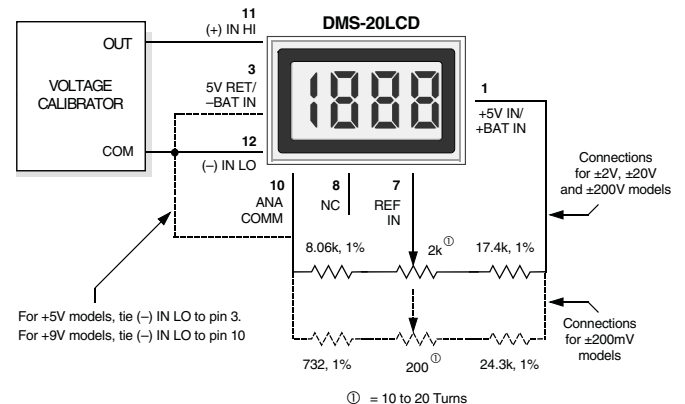 DMS-20LCD
11
(+) IN HI
OUT
3
5V RET/
–BAT IN
VOLTAGE
CALIBRATOR
1
+5V IN/
+BAT IN
1888
COM
12
(–) IN LO
10
ANA
COMM
8
NC
7
REF
IN
Connections
for ±2V, ±20V
and ±200V models
8.06k, 1%
2k①
17.4k, 1%
For +5V models, tie (–) IN LO to pin 3.
For +9V models, tie (–) IN LO to pin 10
Connections
for ±200mV
models
732, 1%
200①
24.3k, 1%
① = 10 to 20 Turns